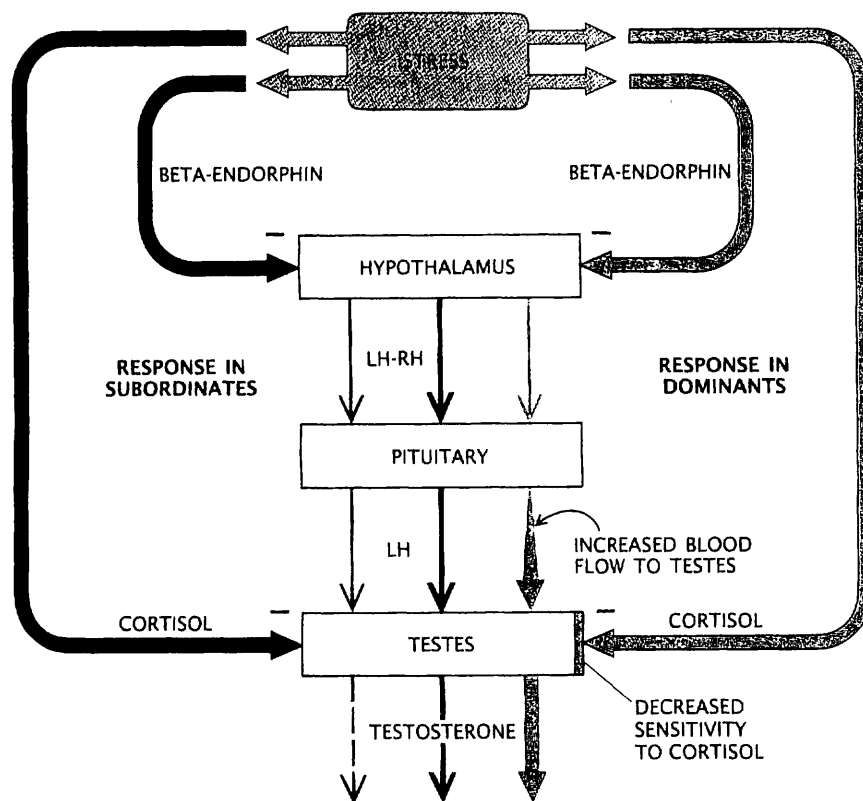 STRESS
BETA-ENDORPHIN
BETA-ENDORPHIN
−
−
HYPOTHALAMUS
RESPONSE IN
SUBORDINATES
LH-RH
RESPONSE IN
DOMINANTS
PITUITARY
LH
INCREASED BLOOD
FLOW TO TESTES
−
−
CORTISOL
TESTES
CORTISOL
TESTOSTERONE
DECREASED
SENSITIVITY
TO CORTISOL